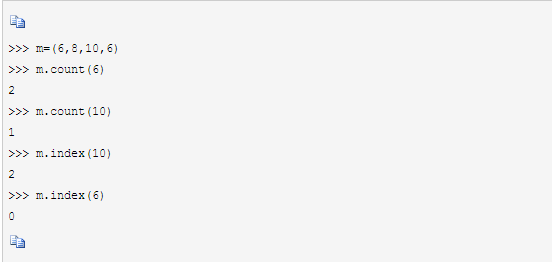 >>> m=(6,8,10,6)
>>> m.count(6)
2
>>> m.count(10)
1
>>> m.index(10)
2
>>> m.index(6)
0